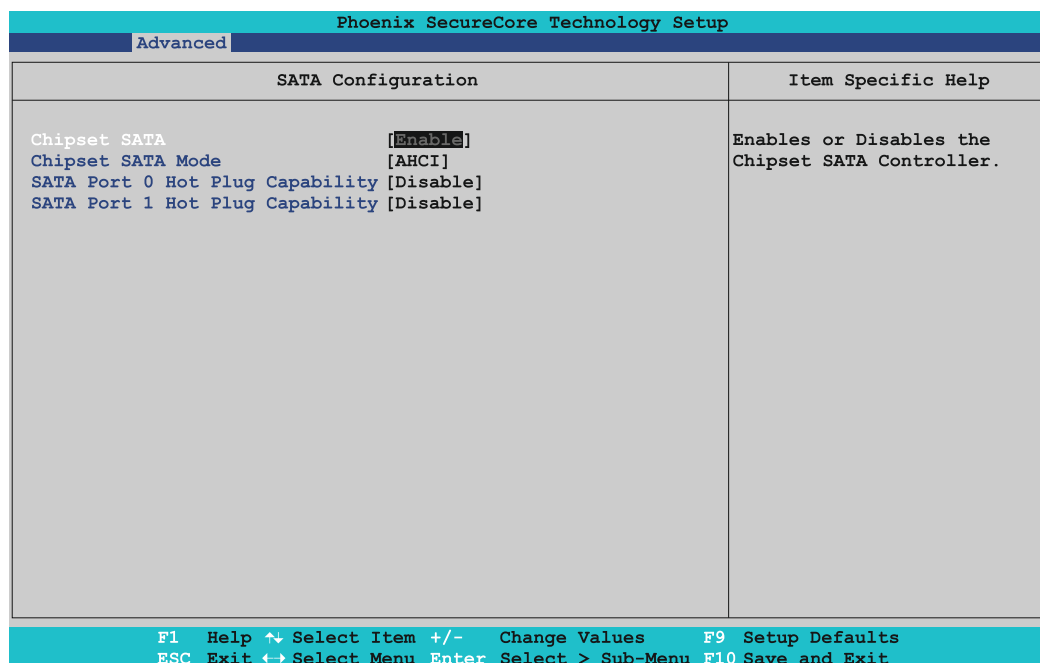 Phoenix SecureCore Technology Setup
Advanced
SATA Configuration
Item Specific Help
Chipset SATA [Enable]
Chipset SATA Mode [AHCI]
SATA Port 0 Hot Plug Capability [Disable]
SATA Port 1 Hot Plug Capability [Disable]
Enables or Disables the
Chipset SATA Controller.
F1 Help ↑↓ Select Item +/- Change Values F9 Setup Defaults
ESC Exit ←→ Select Menu Enter Select > Sub-Menu F10 Save and Exit